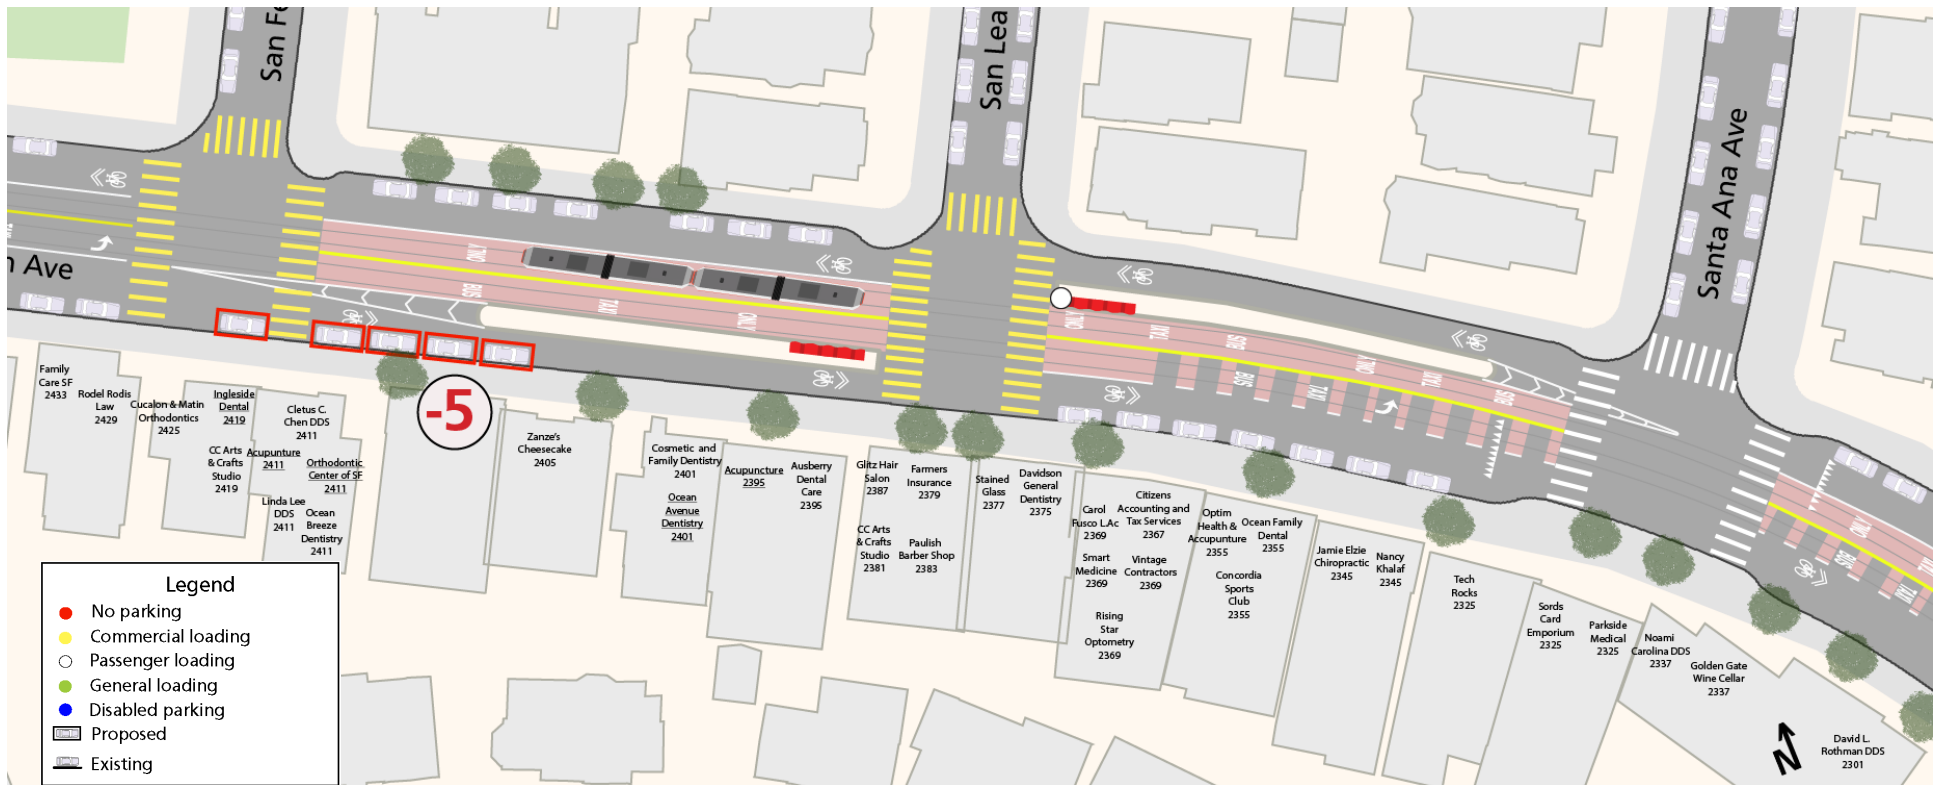 San Fe
San Lea
Santa Ana Ave
n Ave
ONLY
BUS
TAXI
ONLY
ONLY
TAXI
BUS
ONLY
TAXI
BUS
BUS
TAXI
ONLY
BUS
TAXI
TAXI
-5
Family
Care SF
2433
Rodel Rodis
Law
2429
Cucalon & Matin
Orthodontics
2425
Ingleside
Dental
2419
CC Arts
& Crafts
Studio
2419
Cletus C.
Chen DDS
2411
Acupunture
2411
Orthodontic
Center of SF
2411
Linda Lee
DDS
2411
Ocean
Breeze
Dentistry
2411
Zanze's
Cheesecake
2405
Cosmetic and
Family Dentistry
2401
Ocean
Avenue
Dentistry
2401
Acupuncture
2395
Ausberry
Dental
Care
2395
Glitz Hair
Salon
2387
Farmers
Insurance
2379
CC Arts
& Crafts
Studio
2381
Paulish
Barber Shop
2383
Stained
Glass
2377
Davidson
General
Dentistry
2375
Carol
Fusco L.Ac
2369
Citizens
Accounting and
Tax Services
2367
Smart
Medicine
2369
Vintage
Contractors
2369
Rising
Star
Optometry
2369
Optim
Health &
Accupunture
2355
Ocean Family
Dental
2355
Concordia
Sports
Club
2355
Jamie Elzie
Chiropractic
2345
Nancy
Khalaf
2345
Tech
Rocks
2325
Sords
Card
Emporium
2325
Parkside
Medical
2325
Noami
Carolina DDS
2337
Golden Gate
Wine Cellar
2337
David L.
Rothman DDS
2301
N
Legend
No parking
Commercial loading
Passenger loading
General loading
Disabled parking
Proposed
Existing